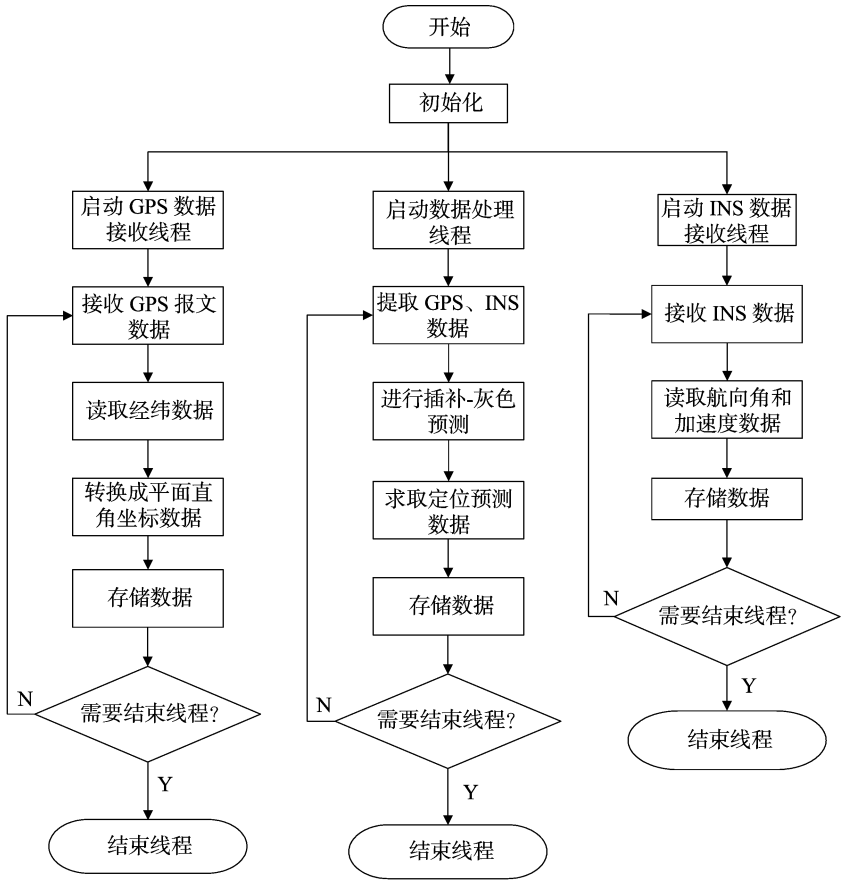 开始
初始化
启动 GPS 数据
接收线程
接收 GPS 报文
数据
读取经纬数据
转换成平面直
角坐标数据
存储数据
需要结束线程?
N
Y
结束线程
启动数据处理
线程
提取 GPS、INS
数据
进行插补-灰色
预测
求取定位预测
数据
存储数据
需要结束线程?
N
Y
结束线程
启动 INS 数据
接收线程
接收 INS 数据
读取航向角和
加速度数据
存储数据
需要结束线程?
N
Y
结束线程